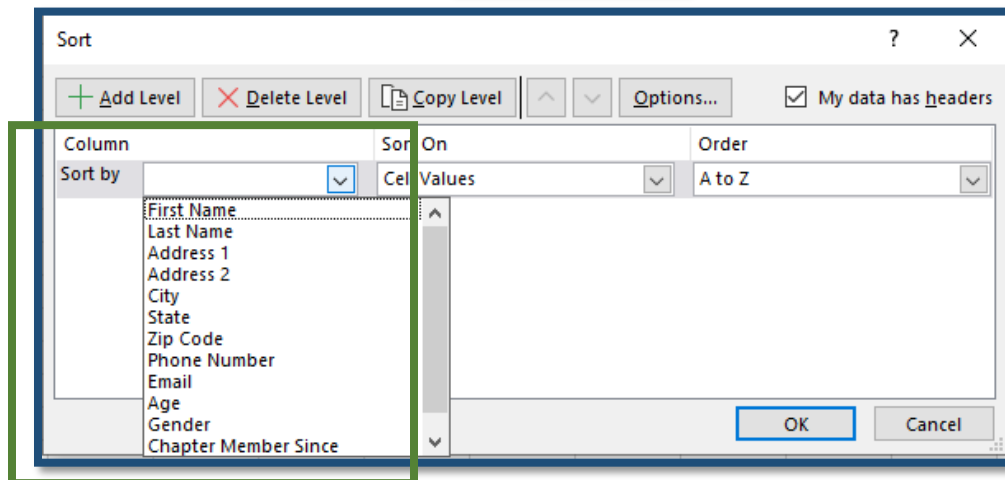 Sort ?
Add Level Delete Level Copy Level Options... My data has headers
Column Sort On Order
Sort by Cell Values A to Z
First Name
Last Name
Address 1
Address 2
City
State
Zip Code
Phone Number
Email
Age
Gender
Chapter Member Since
OK Cancel